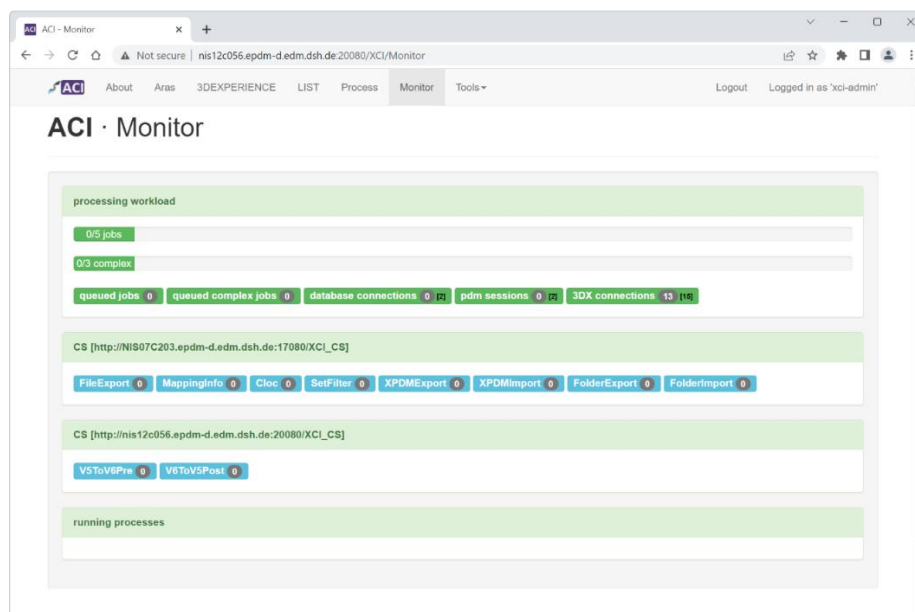 ACI ACI - Monitor
Not secure | nis12c056.epdm-d.edm.dsh.de:20080/XCI/Monitor
ACI About Aras 3DEXPERIENCE LIST Process Monitor Tools Logout Logged in as 'xci-admin'
ACI · Monitor
processing workload
0/5 jobs
0/3 complex
queued jobs 0 queued complex jobs 0 database connections 0 [2] pdm sessions 0 [2] 3DX connections 13 [15]
CS [http://NIS07C203.epdm-d.edm.dsh.de:17080/XCI_CS]
FileExport 0 MappingInfo 0 Cloc 0 SetFilter 0 XPDMExport 0 XPDMImport 0 FolderExport 0 FolderImport 0
CS [http://nis12c056.epdm-d.edm.dsh.de:20080/XCI_CS]
V5ToV6Pre 0 V6ToV5Post 0
running processes